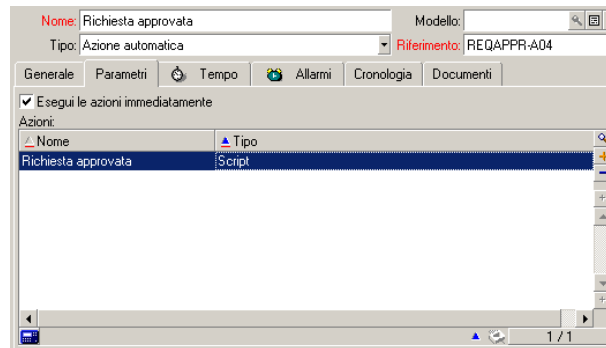 Nome: Richiesta approvata Modello:
Tipo: Azione automatica Riferimento: REQAPPR-A04
Generale Parametri Tempo Allarmi Cronologia Documenti
Esegui le azioni immediatamente
Azioni:
Nome Tipo
Richiesta approvata Script
1/1